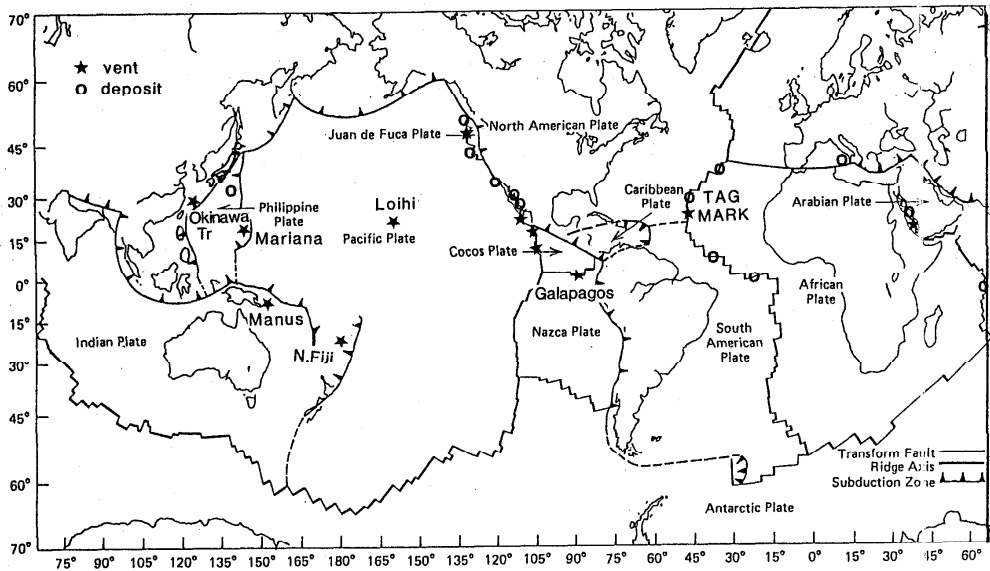 ★ vent
o deposit
60°
45°
30°
15°
0°
15°
30°
45°
60°
70°
Juan de Fuca Plate
North American Plate
Okinawa
Tr
Philippine
Plate
Mariana
Loihi
Pacific Plate
Caribbean
Plate
TAG
MARK
Arabian Plate
Cocos Plate
Galapagos
African
Plate
Manus
N.Fiji
Indian Plate
Nazca Plate
South
American
Plate
Transform Fault
Ridge Axis
Subduction Zone
Antarctic Plate
75° 90° 105° 120° 135° 150° 165° 180° 165° 150° 135° 120° 105° 90° 75° 60° 45° 30° 15° 0° 15° 30° 45° 60°